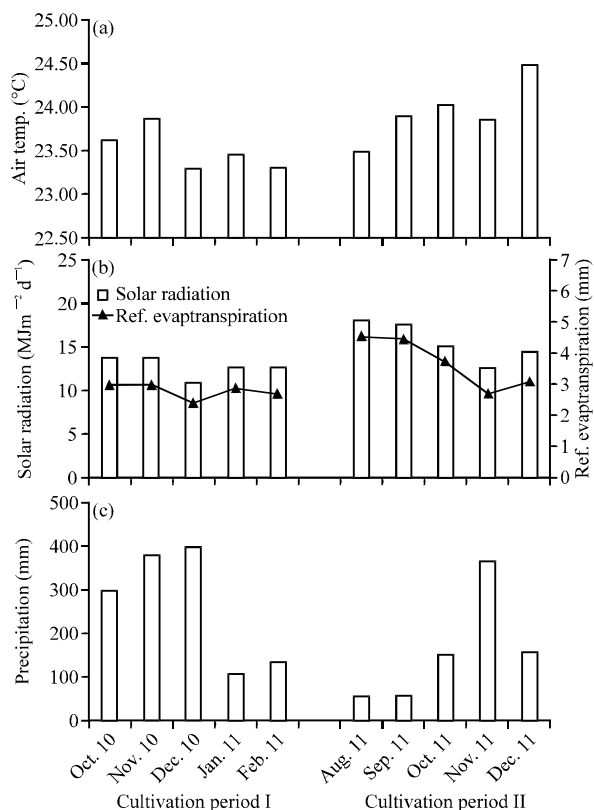 (a)
Air temp. (°C)
25.00
24.50
24.00
23.50
23.00
22.50
(b)
Solar radiation (MJm⁻² d⁻¹)
25
20
15
10
5
0
Solar radiation
Ref. evaptranspiration
7
6
5
4
3
2
1
0
Ref. evaptranspiration (mm)
(c)
Precipitation (mm)
500
400
300
200
100
0
Oct. 10
Nov. 10
Dec. 10
Jan. 11
Feb. 11
Aug. 11
Sep. 11
Oct. 11
Nov. 11
Dec. 11
Cultivation period I
Cultivation period II